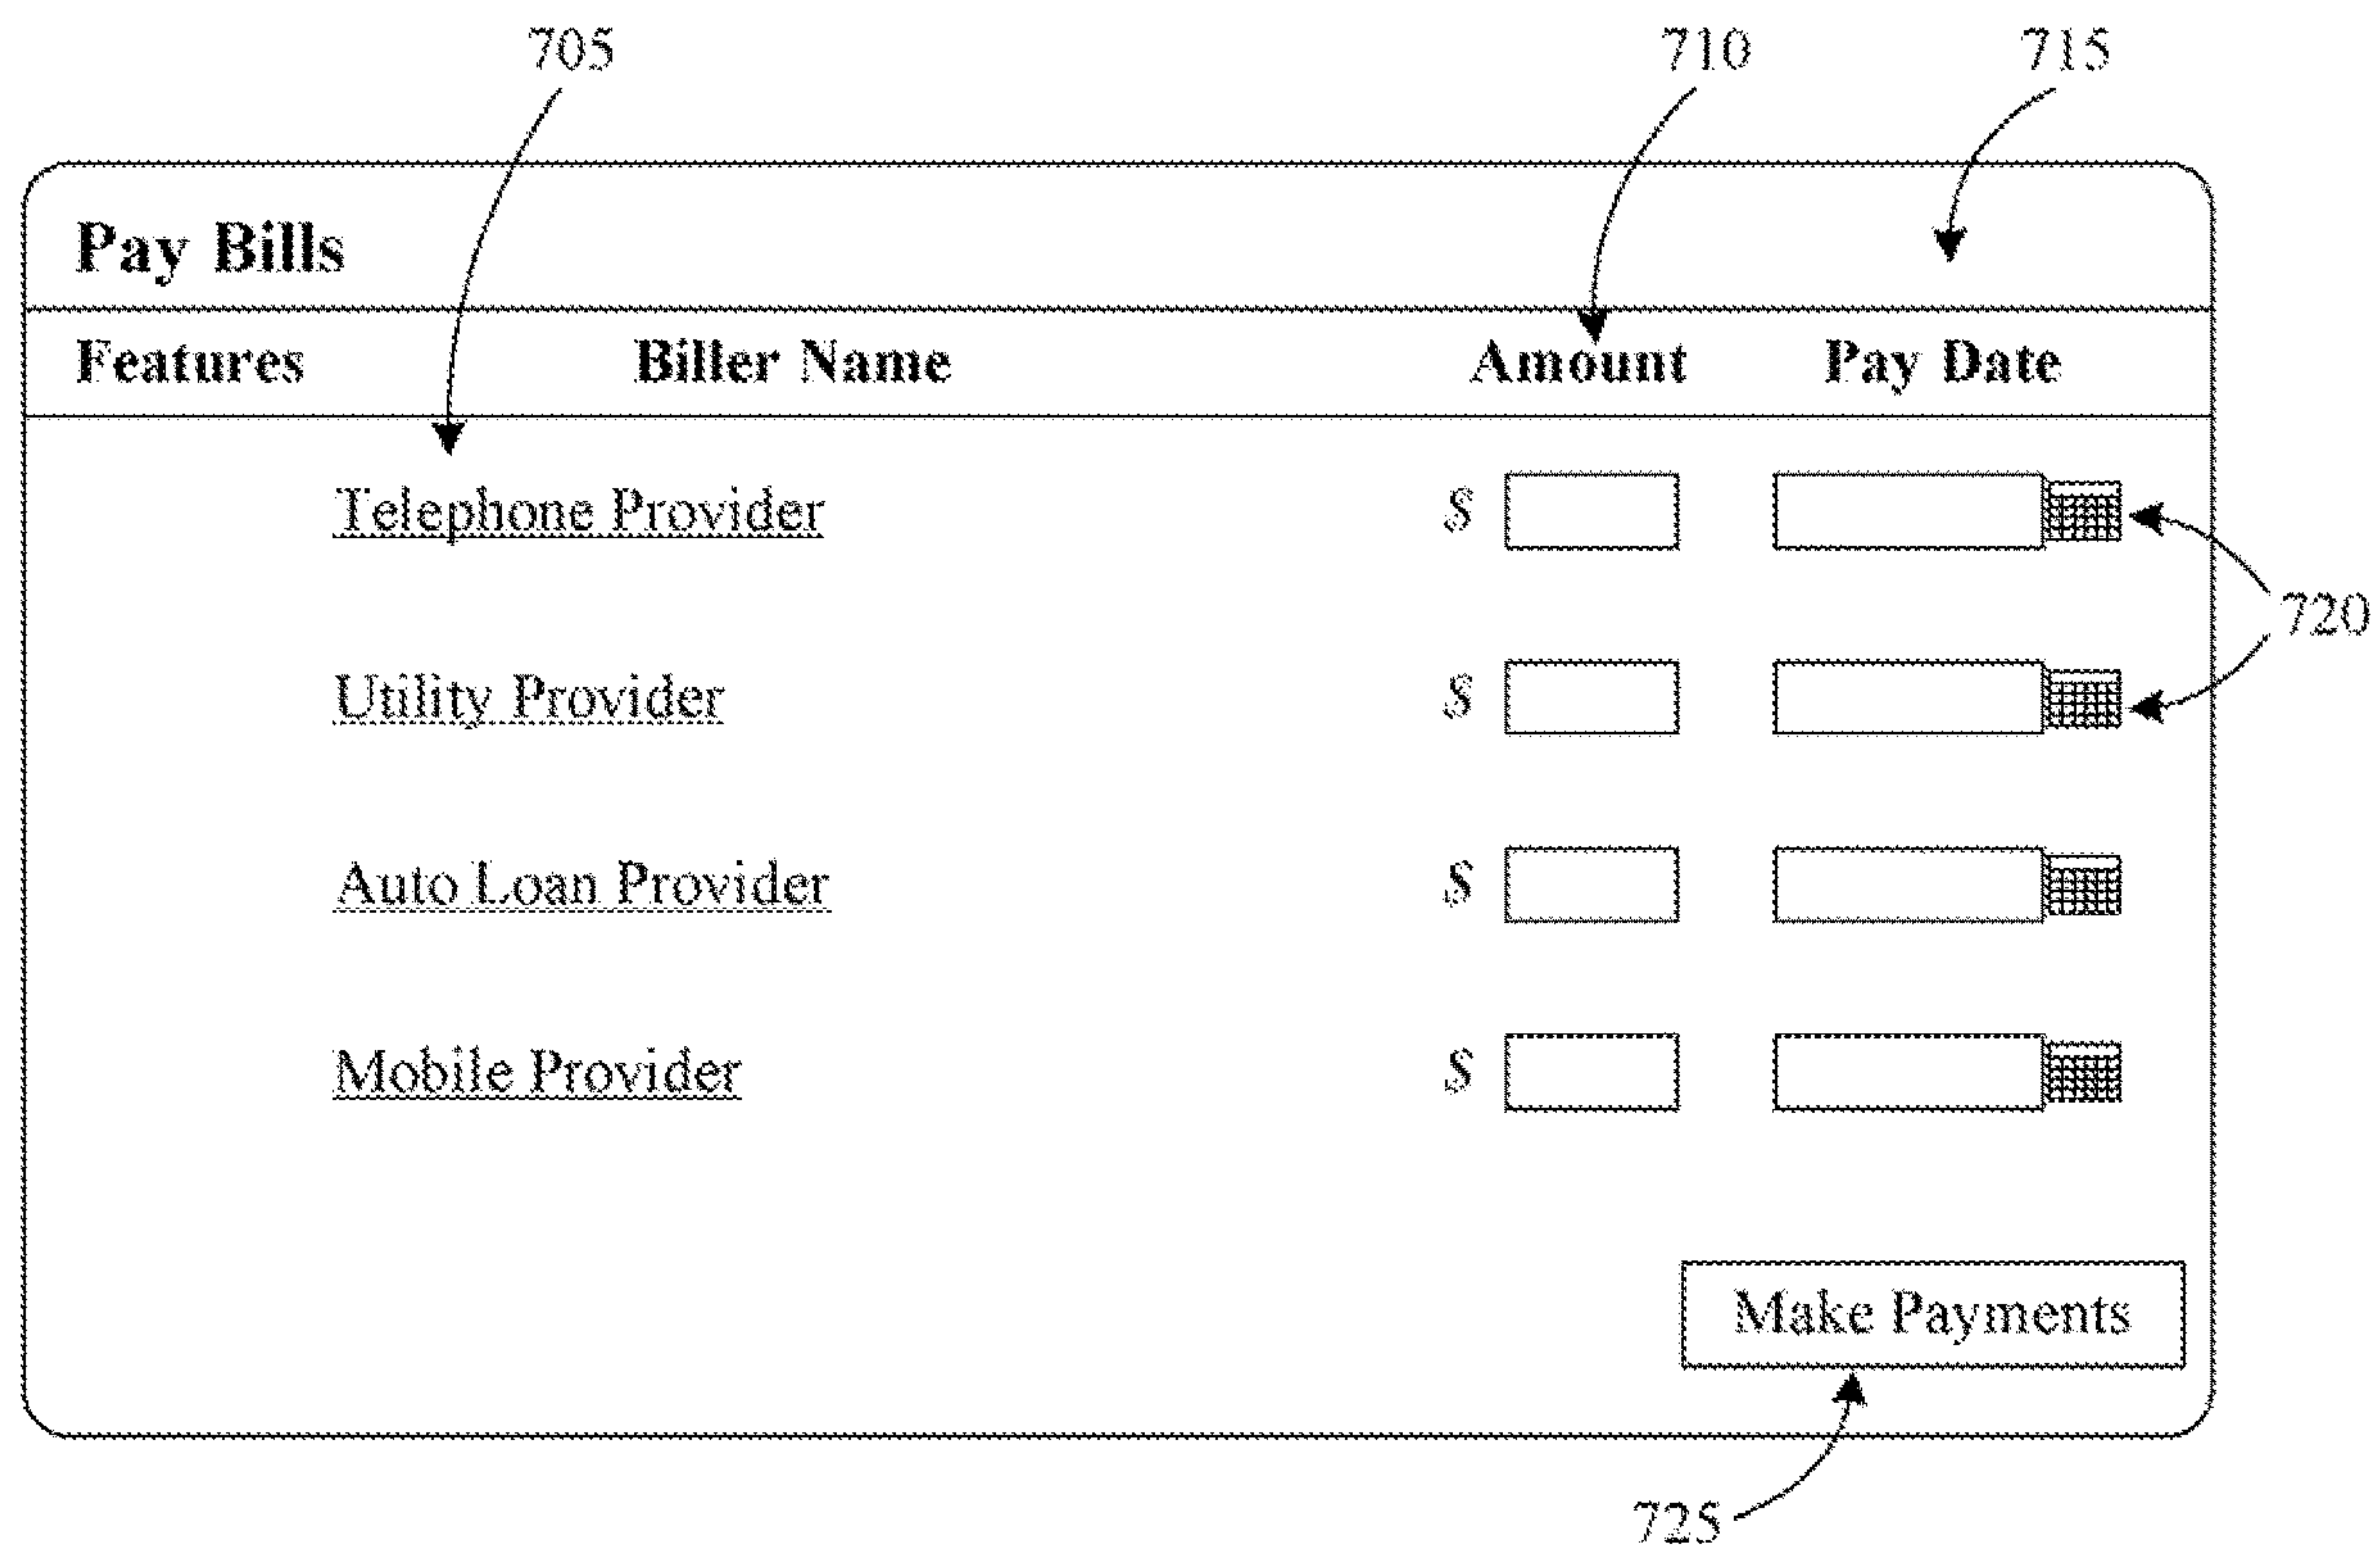 705 710 715
Pay Bills
Features Biller Name Amount Pay Date
Telephone Provider $
720
Utility Provider $
Auto Loan Provider $
Mobile Provider $
Make Payments
725